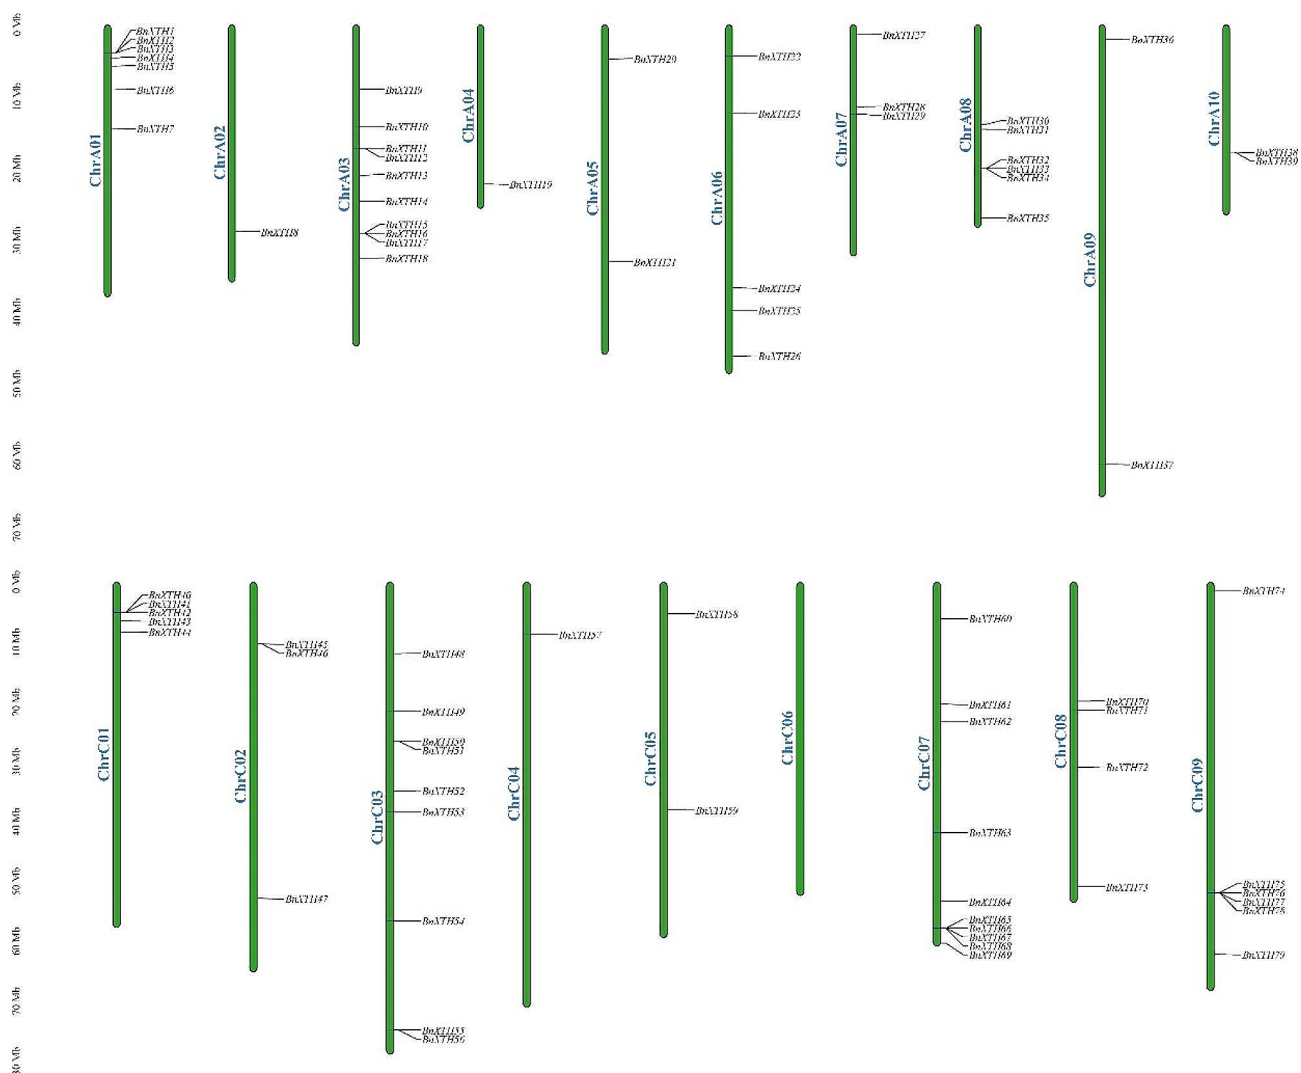 0 Mb
10 Mb
20 Mb
30 Mb
40 Mb
50 Mb
60 Mb
70 Mb
ChrA01
BnXTH1
BnXTH2
BnXTH3
BnXTH4
BnXTH5
BnXTH6
BnXTH7
ChrA02
BnXTH8
ChrA03
BnXTH9
BnXTH10
BnXTH11
BnXTH12
BnXTH13
BnXTH14
BnXTH15
BnXTH16
BnXTH17
BnXTH18
ChrA04
BnXTH19
ChrA05
BnXTH20
BnXTH21
ChrA06
BnXTH22
BnXTH23
BnXTH24
BnXTH25
BnXTH26
ChrA07
BnXTH27
BnXTH28
BnXTH29
ChrA08
BnXTH30
BnXTH31
BnXTH32
BnXTH33
BnXTH34
BnXTH35
ChrA09
BnXTH36
BnXTH37
ChrA10
BnXTH38
BnXTH39
0 Mb
10 Mb
20 Mb
30 Mb
40 Mb
50 Mb
60 Mb
70 Mb
80 Mb
ChrC01
BnXTH40
BnXTH41
BnXTH42
BnXTH43
BnXTH44
ChrC02
BnXTH45
BnXTH46
BnXTH47
ChrC03
BnXTH48
BnXTH49
BnXTH50
BnXTH51
BnXTH52
BnXTH53
BnXTH54
BnXTH55
BnXTH56
ChrC04
BnXTH57
ChrC05
BnXTH58
BnXTH59
ChrC06
ChrC07
BnXTH60
BnXTH61
BnXTH62
BnXTH63
BnXTH64
BnXTH65
BnXTH66
BnXTH67
BnXTH68
BnXTH69
ChrC08
BnXTH70
BnXTH71
BnXTH72
BnXTH73
ChrC09
BnXTH74
BnXTH75
BnXTH76
BnXTH77
BnXTH78
BnXTH79